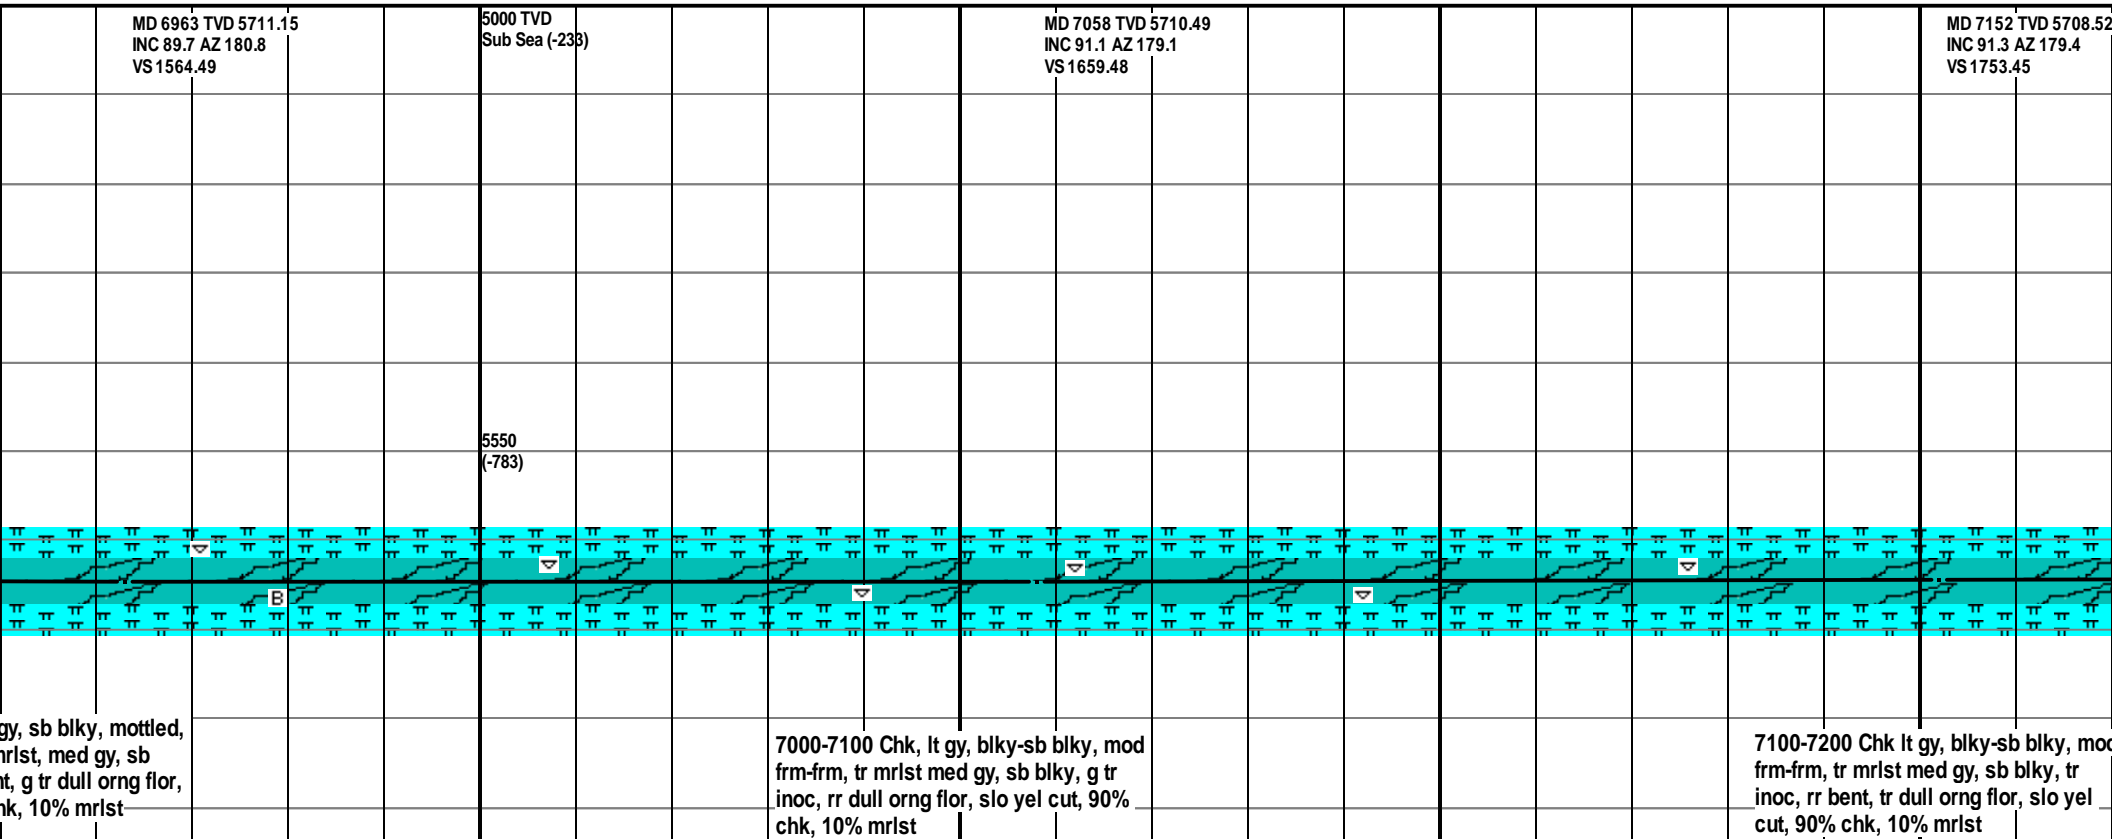 MD 6963 TVD 5711.15
INC 89.7 AZ 180.8
VS 1564.49
5000 TVD
Sub Sea (-233)
MD 7058 TVD 5710.49
INC 91.1 AZ 179.1
VS 1659.48
MD 7152 TVD 5708.52
INC 91.3 AZ 179.4
VS 1753.45
5550
(-783)
B
gy, sb blky, mottled,
mrlst, med gy, sb
g tr dull orng flor,
10% mrlst
7000-7100 Chk, lt gy, blky-sb blky, mod
frm-frm, tr mrlst med gy, sb blky, g tr
inoc, rr dull orng flor, slo yel cut, 90%
chk, 10% mrlst
7100-7200 Chk lt gy, blky-sb blky, mod
frm-frm, tr mrlst med gy, sb blky, tr
inoc, rr bent, tr dull orng flor, slo yel
cut, 90% chk, 10% mrlst